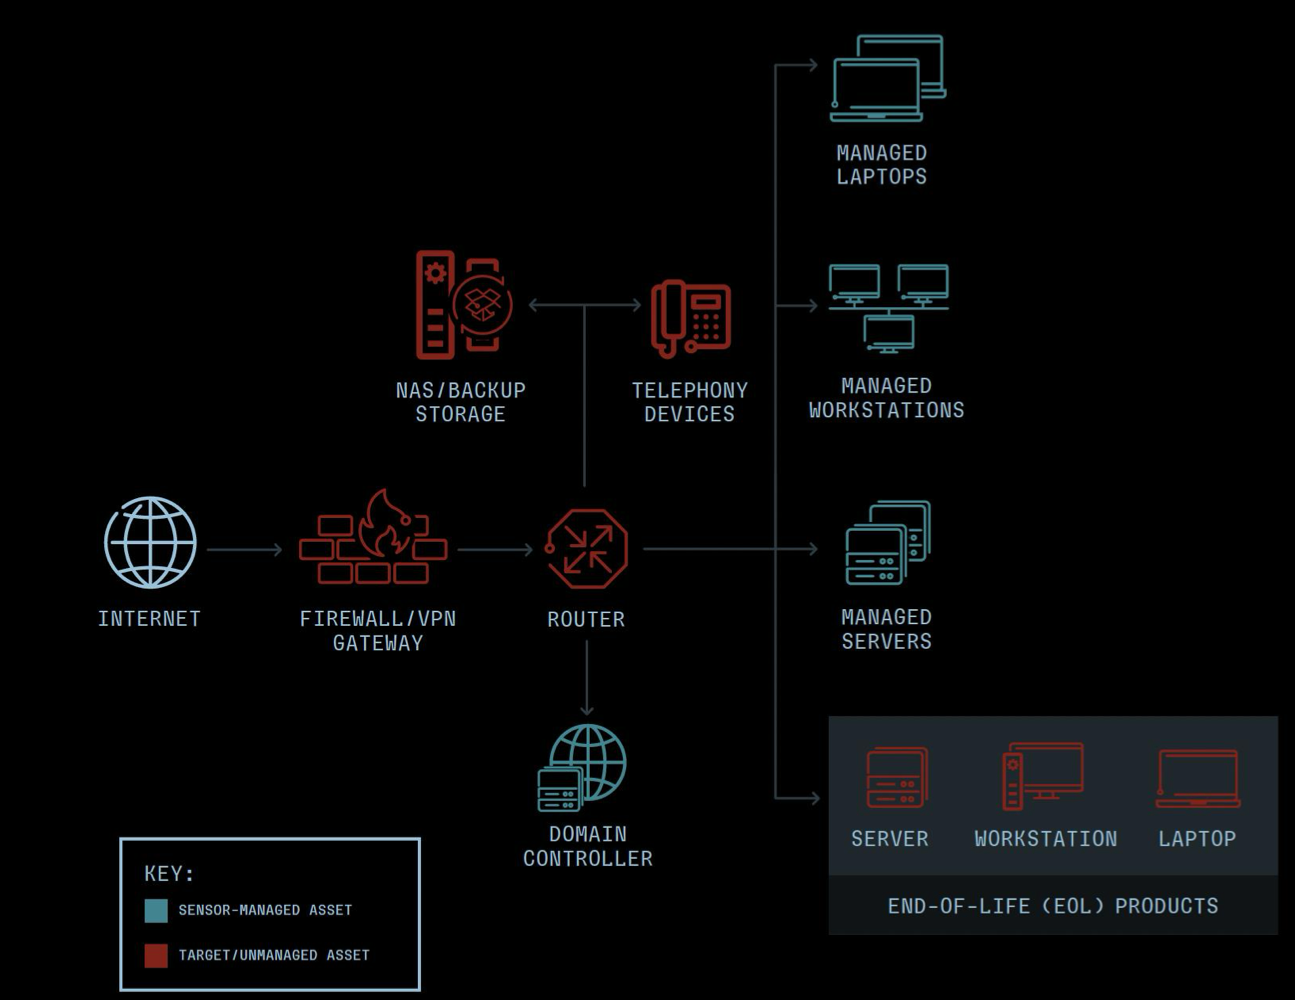 MANAGED
LAPTOPS
NAS/BACKUP
STORAGE
TELEPHONY
DEVICES
MANAGED
WORKSTATIONS
INTERNET
FIREWALL/VPN
GATEWAY
ROUTER
MANAGED
SERVERS
DOMAIN
CONTROLLER
SERVER
WORKSTATION
LAPTOP
END-OF-LIFE (EOL) PRODUCTS
KEY:
SENSOR-MANAGED ASSET
TARGET/UNMANAGED ASSET